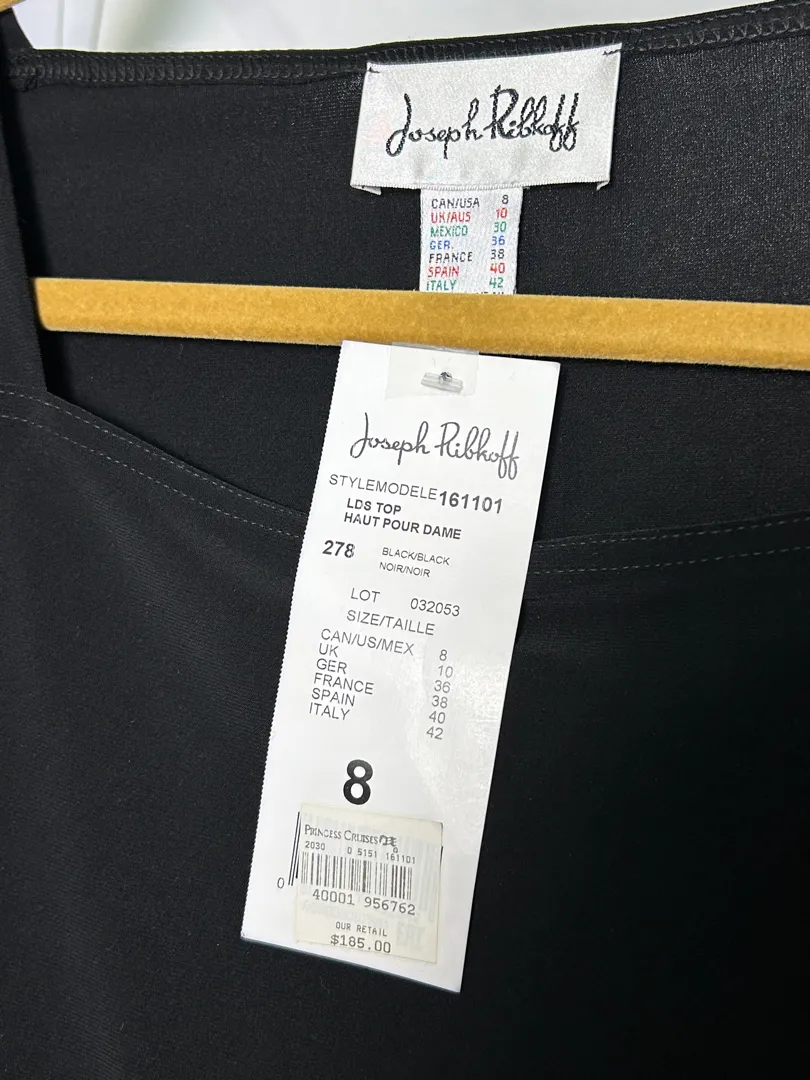 Joseph Ribkoff
CAN/USA 8
UK/AUS 10
MEXICO 30
GER. 36
FRANCE 38
SPAIN 40
ITALY 42
Joseph Ribkoff
STYLEMODELE 161101
LDS TOP
HAUT POUR DAME
278 BLACK/BLACK
NOIR/NOIR
LOT 032053
SIZE/TAILLE
CAN/US/MEX 8
UK 10
GER 36
FRANCE 38
SPAIN 40
ITALY 42
8
PRINCESS CRUISES
2030 0 5151 161101
0
40001 956762
OUR RETAIL
$185.00